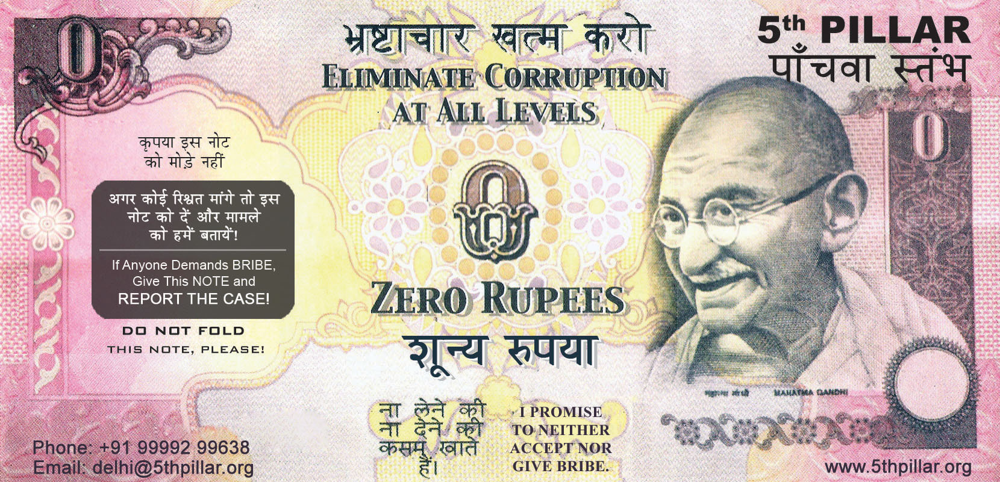 0
भ्रष्टाचार खत्म करो
ELIMINATE CORRUPTION
AT ALL LEVELS
5th PILLAR
पाँचवा स्तंभ
0
कृपया इस नोट
को मोड़े नहीं
अगर कोई रिश्वत मांगे तो इस
नोट को दें और मामले
को हमें बतायें!
If Anyone Demands BRIBE,
Give This NOTE and
REPORT THE CASE!
DO NOT FOLD
THIS NOTE, PLEASE!
0
ZERO RUPEES
शून्य रुपया
महात्मा गांधी MAHATMA GANDHI
ना लेने की
ना देने की
कसम खाते
हैं।
I PROMISE
TO NEITHER
ACCEPT NOR
GIVE BRIBE.
Phone: +91 99992 99638
Email: delhi@5thpillar.org
www.5thpillar.org